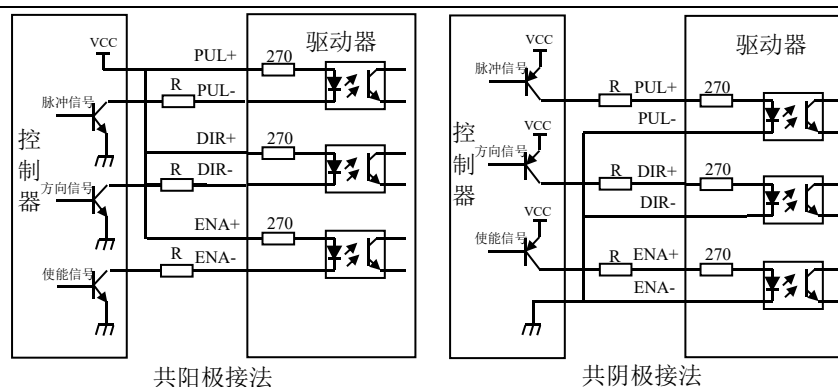 VCC
PUL+
270
驱动器
脉冲信号
R
PUL-
控制器
DIR+
270
方向信号
R
DIR-
ENA+
270
使能信号
R
ENA-
共阳极接法
VCC
驱动器
脉冲信号
R
PUL+
270
PUL-
控制器
VCC
方向信号
R
DIR+
270
DIR-
VCC
使能信号
R
ENA+
270
ENA-
共阴极接法